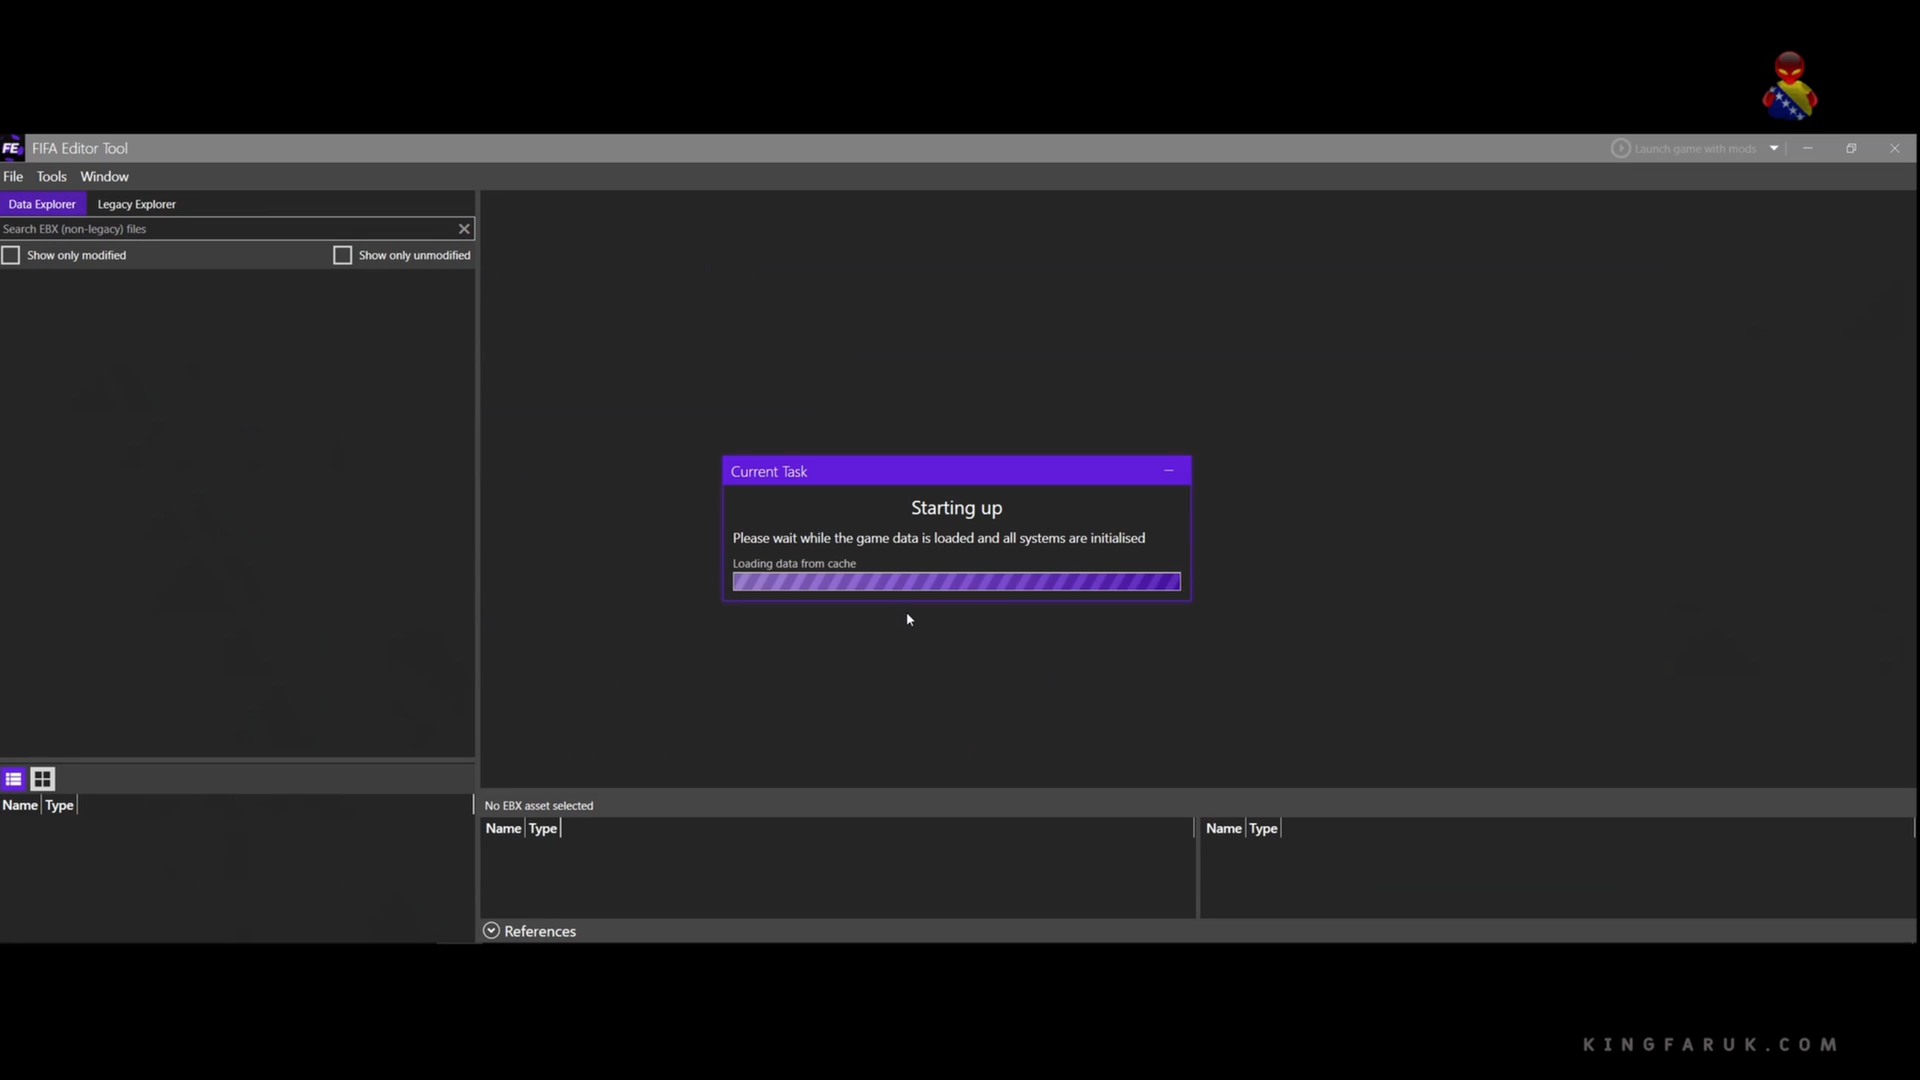 FE FIFA Editor Tool
Launch game with mods
File Tools Window
Data Explorer Legacy Explorer
Search EBX (non-legacy) files
Show only modified Show only unmodified
Current Task
Starting up
Please wait while the game data is loaded and all systems are initialised
Loading data from cache
Name Type
No EBX asset selected
Name Type
Name Type
References
KINGFARUK.COM